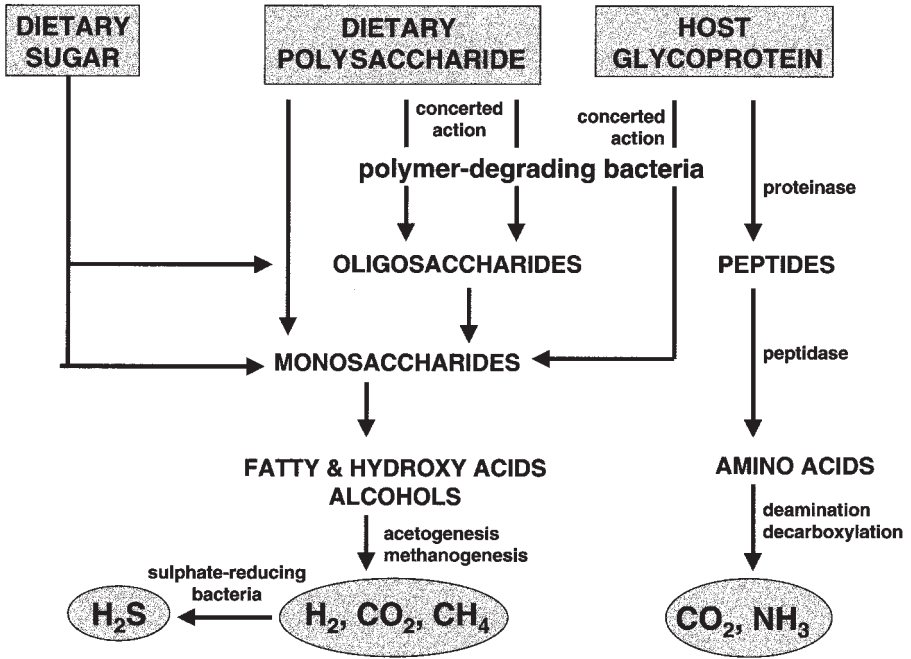 DIETARY
SUGAR
DIETARY
POLYSACCHARIDE
HOST
GLYCOPROTEIN
concerted
action
concerted
action
polymer-degrading bacteria
proteinase
OLIGOSACCHARIDES
PEPTIDES
MONOSACCHARIDES
peptidase
FATTY & HYDROXY ACIDS
ALCOHOLS
AMINO ACIDS
acetogenesis
methanogenesis
deamination
decarboxylation
sulphate-reducing
bacteria
H₂S
H₂, CO₂, CH₄
CO₂, NH₃